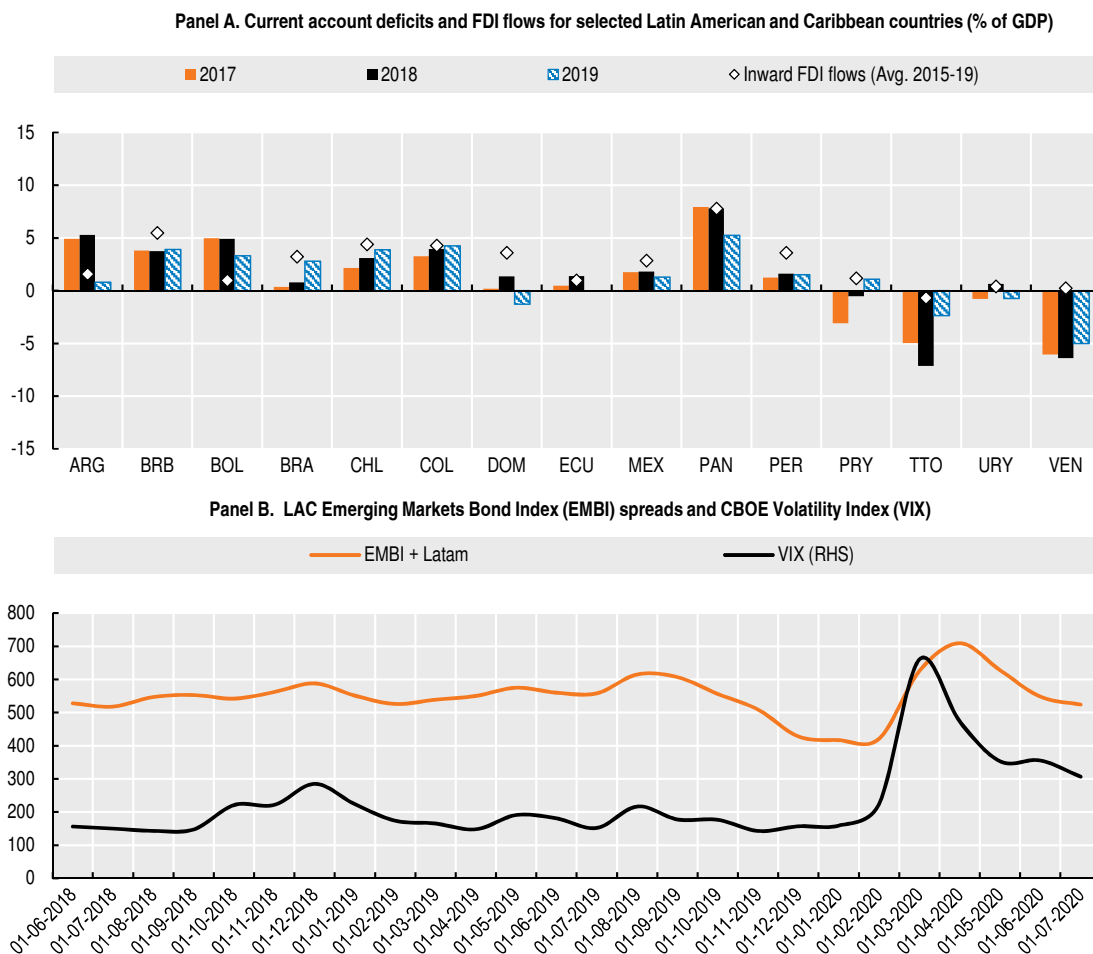 Panel A. Current account deficits and FDI flows for selected Latin American and Caribbean countries (% of GDP)
2017 2018 2019 Inward FDI flows (Avg. 2015-19)
15
10
5
0
-5
-10
-15
ARG BRB BOL BRA CHL COL DOM ECU MEX PAN PER PRY TTO URY VEN
Panel B. LAC Emerging Markets Bond Index (EMBI) spreads and CBOE Volatility Index (VIX)
EMBI + Latam VIX (RHS)
800
700
600
500
400
300
200
100
0
01-06-2018 01-07-2018 01-08-2018 01-09-2018 01-10-2018 01-11-2018 01-12-2018 01-01-2019 01-02-2019 01-03-2019 01-04-2019 01-05-2019 01-06-2019 01-07-2019 01-08-2019 01-09-2019 01-10-2019 01-11-2019 01-12-2019 01-01-2020 01-02-2020 01-03-2020 01-04-2020 01-05-2020 01-06-2020 01-07-2020